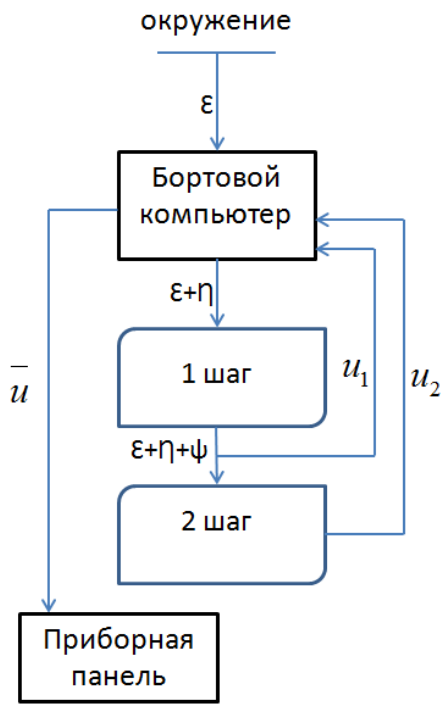 окружение
ε
Бортовой
компьютер
ε+η
u̅
1 шаг
u₁
u₂
ε+η+ψ
2 шаг
Приборная
панель